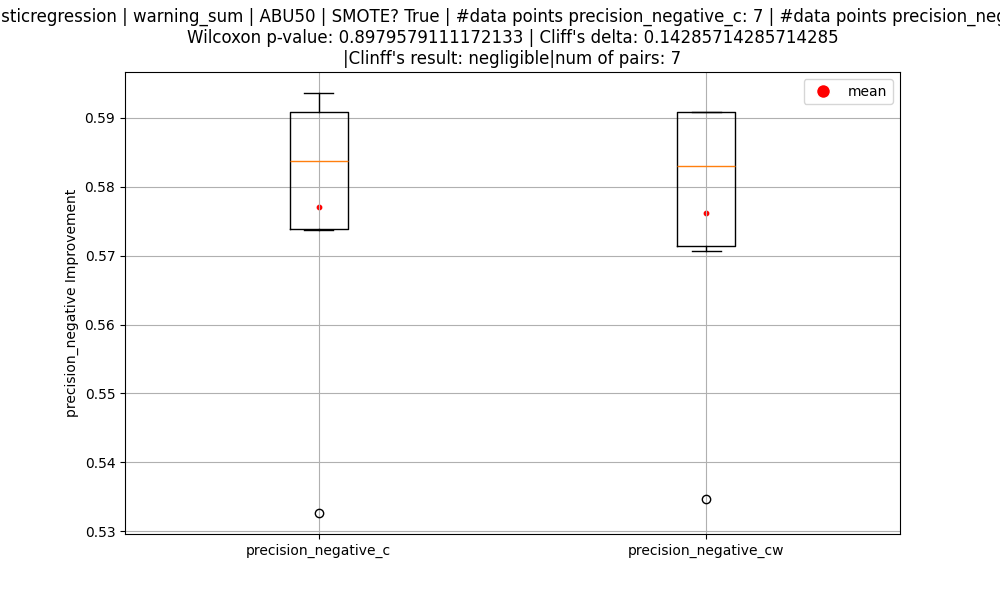 sticregression | warning_sum | ABU50 | SMOTE? True | #data points precision_negative_c: 7 | #data points precision_neg
Wilcoxon p-value: 0.8979579111172133 | Cliff's delta: 0.14285714285714285
|Clinff's result: negligible|num of pairs: 7
mean
0.59
0.58
0.57
0.56
0.55
0.54
0.53
precision_negative Improvement
precision_negative_c
precision_negative_cw